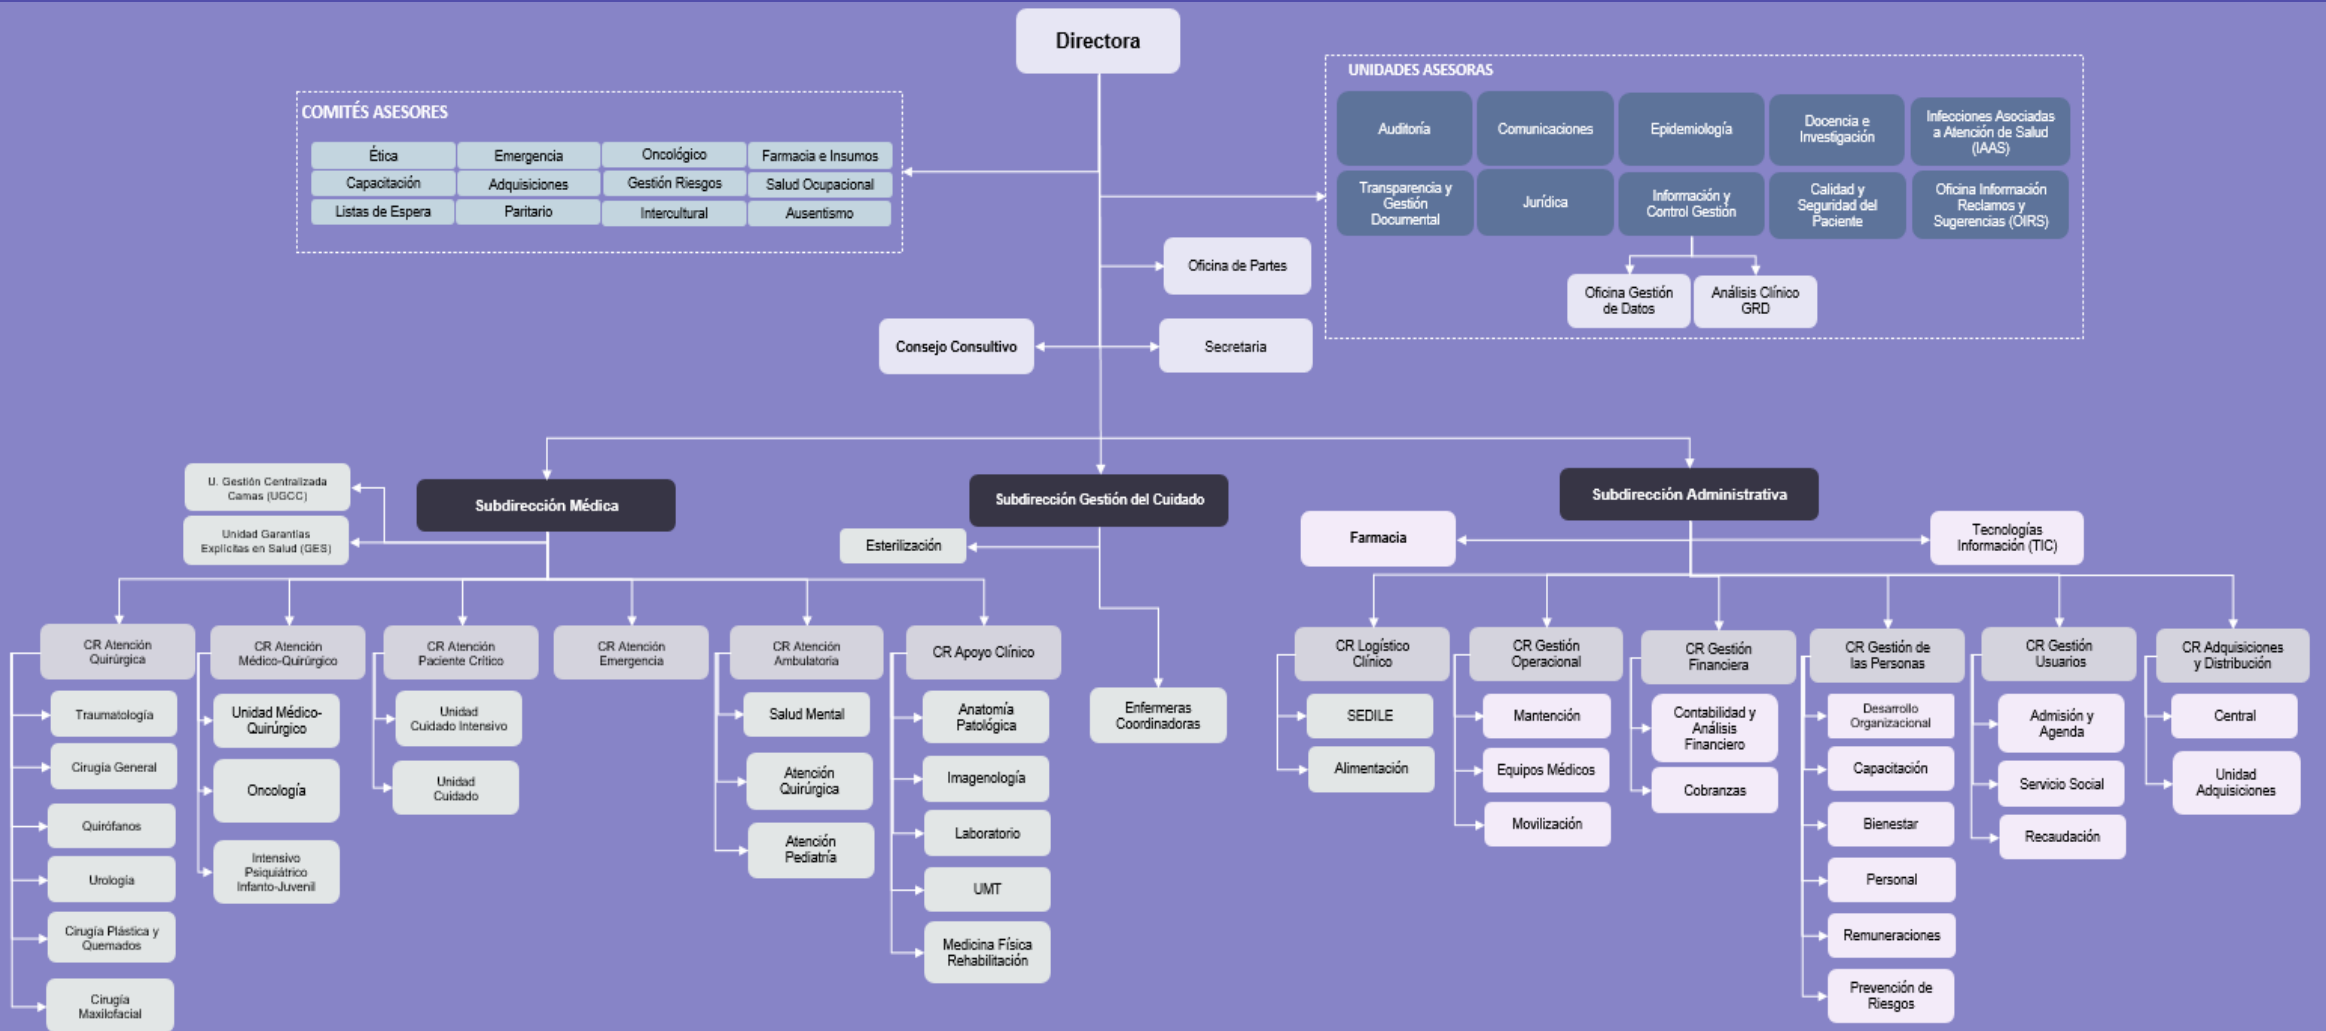 Directora
COMITÉS ASESORES
Ética
Emergencia
Oncológico
Farmacia e Insumos
Capacitación
Adquisiciones
Gestión Riesgos
Salud Ocupacional
Listas de Espera
Paritario
Intercultural
Ausentismo
UNIDADES ASESORAS
Auditoría
Comunicaciones
Epidemiología
Docencia e
Investigación
Infecciones Asociadas
a Atención de Salud
(IAAS)
Transparencia y
Gestión
Documental
Jurídica
Información y
Control Gestión
Calidad y
Seguridad del
Paciente
Oficina Información
Reclamos y
Sugerencias (OIRS)
Oficina Gestión
de Datos
Análisis Clínico
GRD
Oficina de Partes
Consejo Consultivo
Secretaria
Subdirección Médica
U. Gestión Centralizada
Camas (UGCC)
Unidad Garantías
Explícitas en Salud (GES)
Subdirección Gestión del Cuidado
Esterilización
Enfermeras
Coordinadoras
Subdirección Administrativa
Farmacia
Tecnologías
Información (TIC)
CR Atención
Quirúrgica
Traumatología
Cirugía General
Quirófanos
Urología
Cirugía Plástica y
Quemados
Cirugía
Maxilofacial
CR Atención
Médico-Quirúrgico
Unidad Médico-
Quirúrgico
Oncología
Intensivo
Psiquiátrico
Infanto-Juvenil
CR Atención
Paciente Crítico
Unidad
Cuidado Intensivo
Unidad
Cuidado
CR Atención
Emergencia
CR Atención
Ambulatoria
Salud Mental
Atención
Quirúrgica
Atención
Pediatría
CR Apoyo Clínico
Anatomía
Patológica
Imagenología
Laboratorio
UMT
Medicina Física
Rehabilitación
CR Logístico
Clínico
SEDILE
Alimentación
CR Gestión
Operacional
Mantención
Equipos Médicos
Movilización
CR Gestión
Financiera
Contabilidad y
Análisis
Financiero
Cobranzas
CR Gestión de
las Personas
Desarrollo
Organizacional
Capacitación
Bienestar
Personal
Remuneraciones
Prevención de
Riesgos
CR Gestión
Usuarios
Admisión y
Agenda
Servicio Social
Recaudación
CR Adquisiciones
y Distribución
Central
Unidad
Adquisiciones